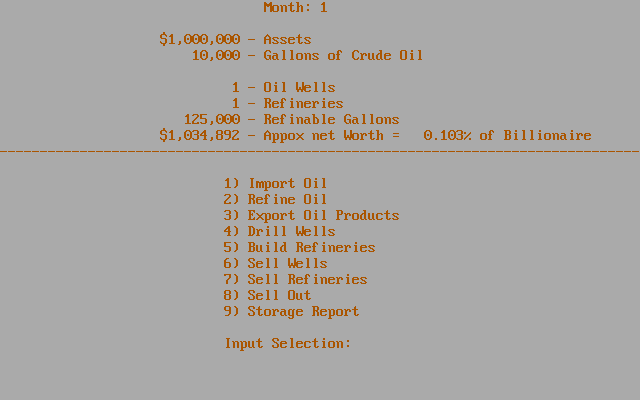 Month: 1
$1,000,000 - Assets
10,000 - Gallons of Crude Oil
1 - Oil Wells
1 - Refineries
125,000 - Refinable Gallons
$1,034,892 - Appox net Worth = 0.103% of Billionaire
1) Import Oil
2) Refine Oil
3) Export Oil Products
4) Drill Wells
5) Build Refineries
6) Sell Wells
7) Sell Refineries
8) Sell Out
9) Storage Report
Input Selection: